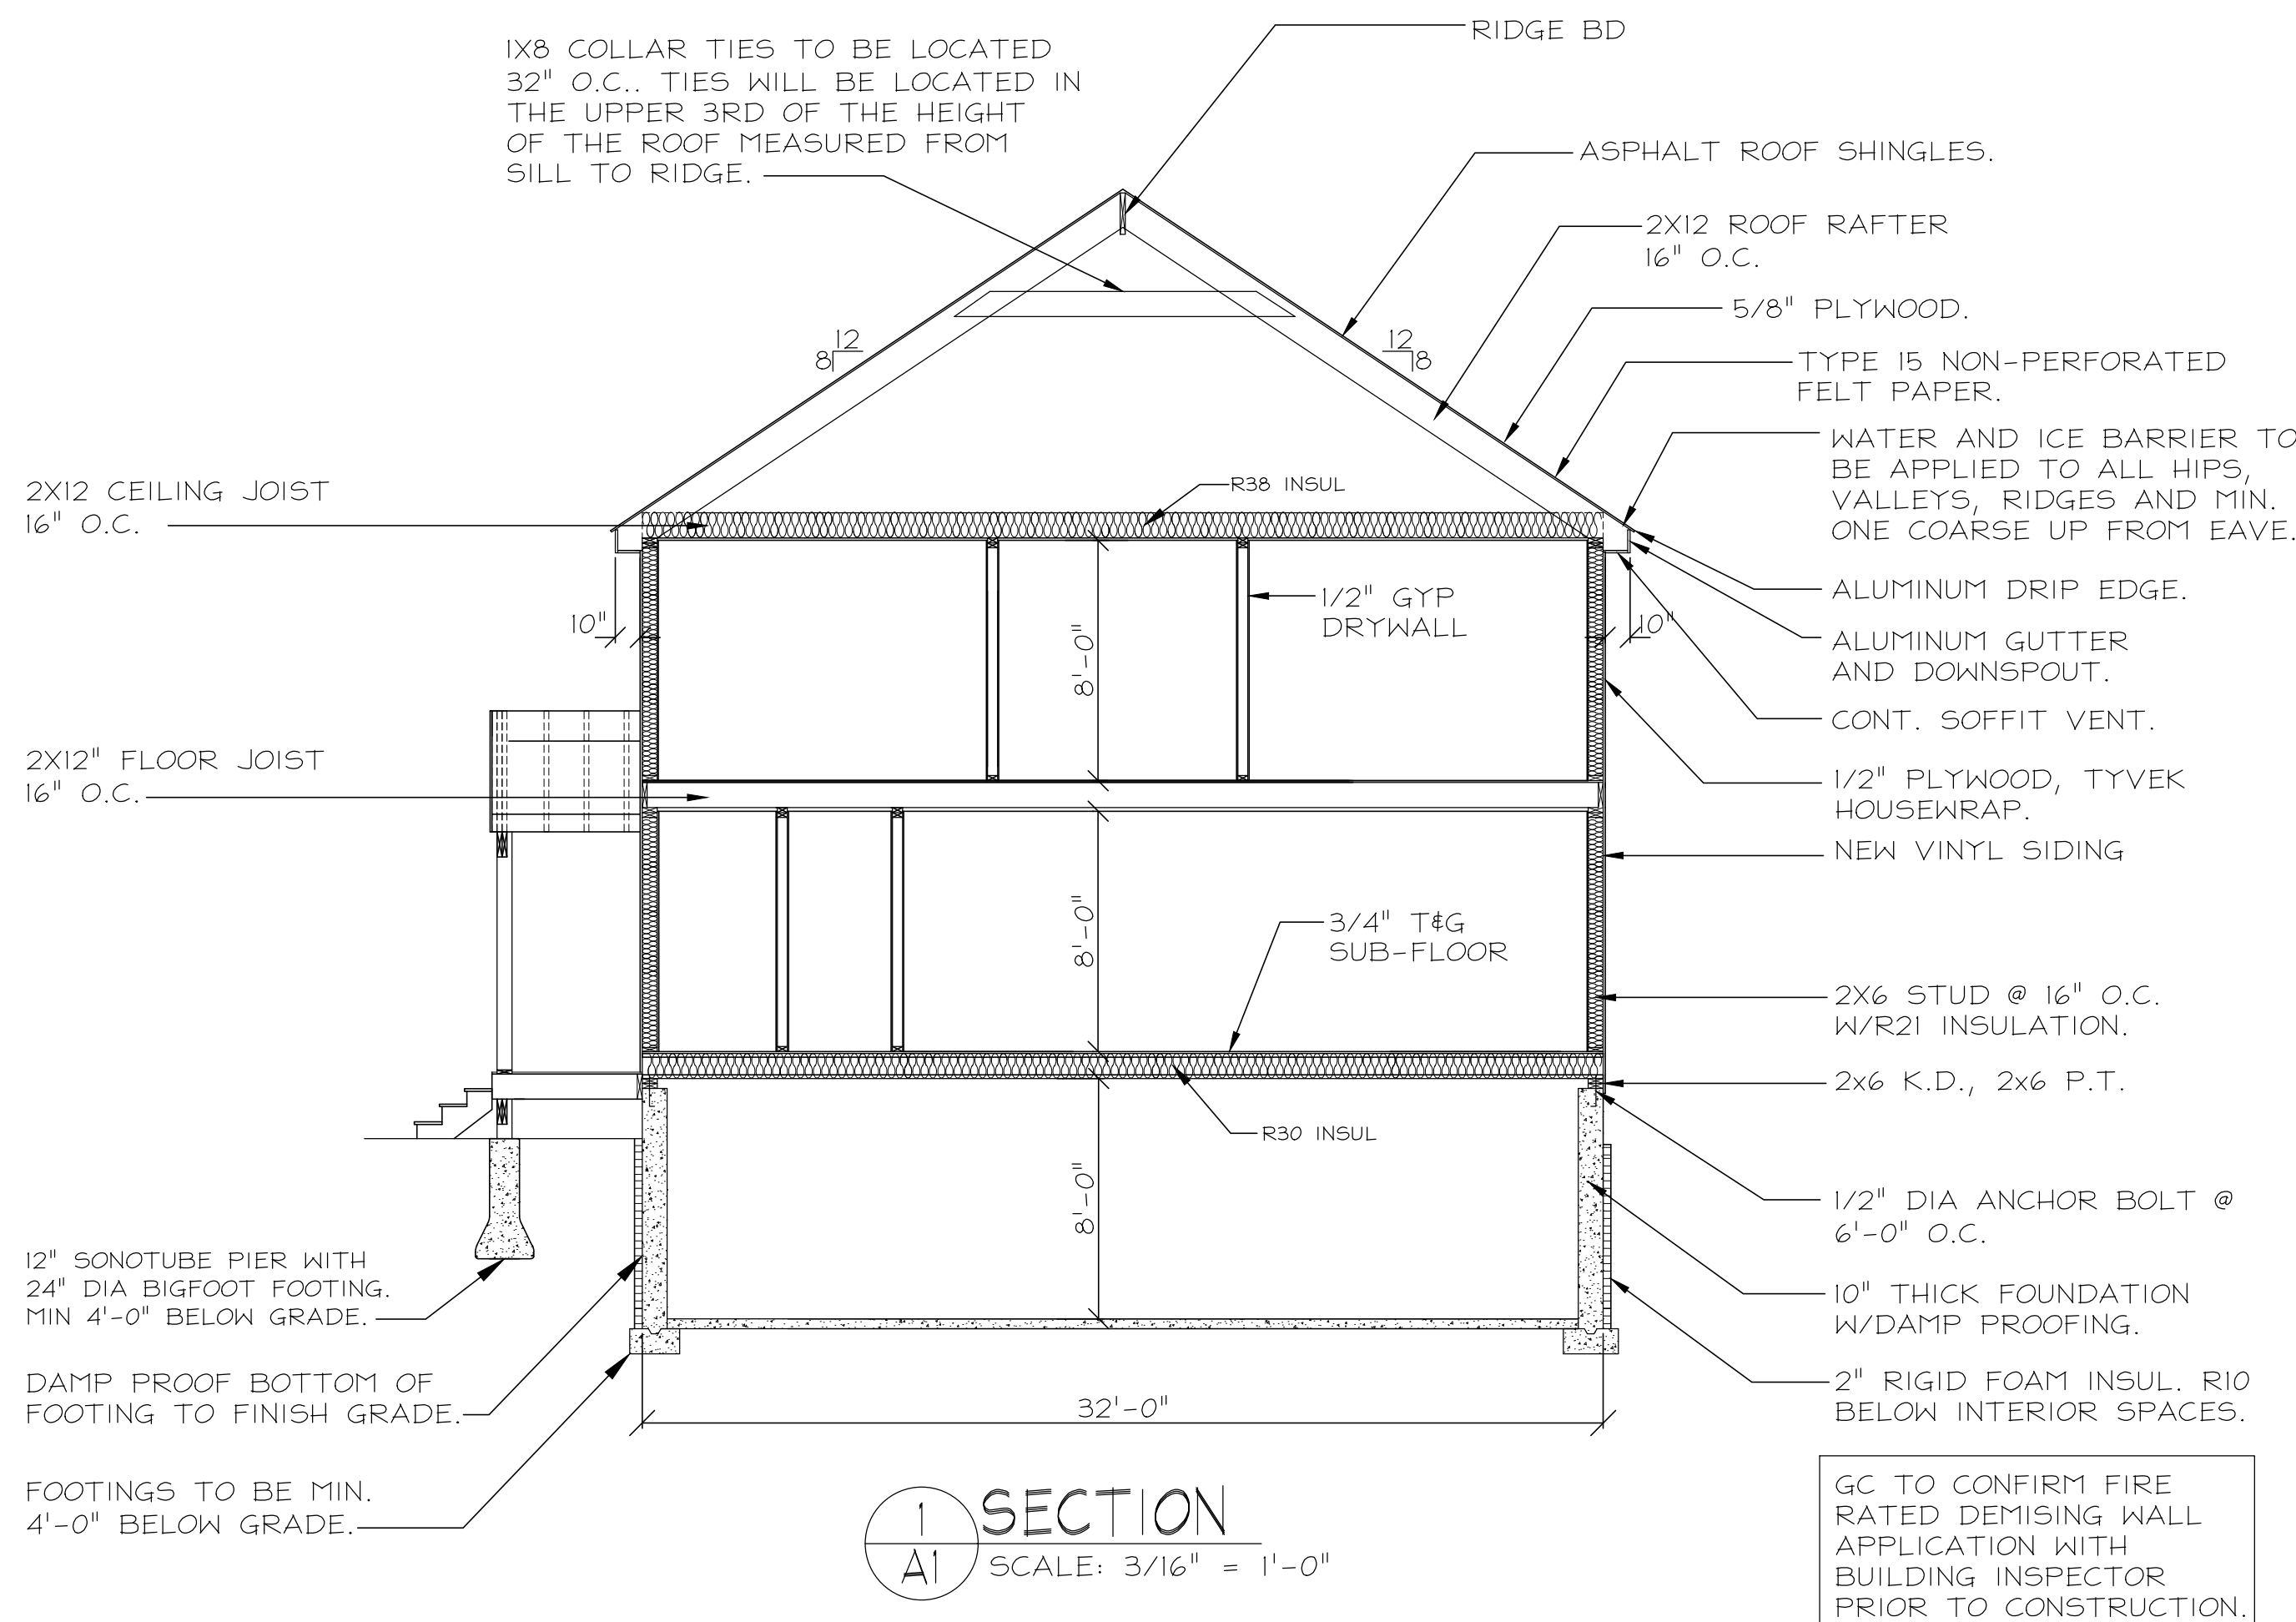 1X8 COLLAR TIES TO BE LOCATED
32" O.C.. TIES WILL BE LOCATED IN
THE UPPER 3RD OF THE HEIGHT
OF THE ROOF MEASURED FROM
SILL TO RIDGE.
RIDGE BD
ASPHALT ROOF SHINGLES.
2X12 ROOF RAFTER
16" O.C.
5/8" PLYWOOD.
TYPE 15 NON-PERFORATED
FELT PAPER.
WATER AND ICE BARRIER TO
BE APPLIED TO ALL HIPS,
VALLEYS, RIDGES AND MIN.
ONE COARSE UP FROM EAVE.
12
8
12
8
2X12 CEILING JOIST
16" O.C.
R38 INSUL
ALUMINUM DRIP EDGE.
10"
1/2" GYP
DRYWALL
8'-0"
10"
ALUMINUM GUTTER
AND DOWNSPOUT.
CONT. SOFFIT VENT.
2X12" FLOOR JOIST
16" O.C.
1/2" PLYWOOD, TYVEK
HOUSEWRAP.
NEW VINYL SIDING
8'-0"
3/4" T&G
SUB-FLOOR
2X6 STUD @ 16" O.C.
W/R21 INSULATION.
2x6 K.D., 2x6 P.T.
R30 INSUL
8'-0"
1/2" DIA ANCHOR BOLT @
6'-0" O.C.
12" SONOTUBE PIER WITH
24" DIA BIGFOOT FOOTING.
MIN 4'-0" BELOW GRADE.
10" THICK FOUNDATION
W/DAMP PROOFING.
DAMP PROOF BOTTOM OF
FOOTING TO FINISH GRADE.
2" RIGID FOAM INSUL. R10
BELOW INTERIOR SPACES.
32'-0"
FOOTINGS TO BE MIN.
4'-0" BELOW GRADE.
1
A1
SECTION
SCALE: 3/16" = 1'-0"
GC TO CONFIRM FIRE
RATED DEMISING WALL
APPLICATION WITH
BUILDING INSPECTOR
PRIOR TO CONSTRUCTION.